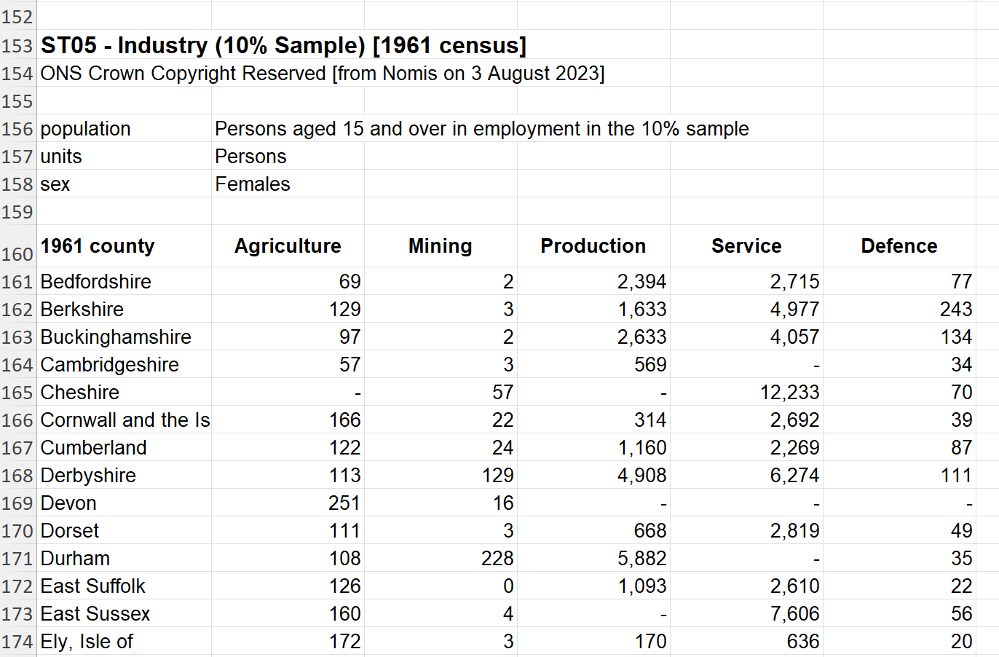 152
153 ST05 - Industry (10% Sample) [1961 census]
154 ONS Crown Copyright Reserved [from Nomis on 3 August 2023]
155
156 population Persons aged 15 and over in employment in the 10% sample
157 units Persons
158 sex Females
159
160 1961 county Agriculture Mining Production Service Defence
161 Bedfordshire 69 2 2,394 2,715 77
162 Berkshire 129 3 1,633 4,977 243
163 Buckinghamshire 97 2 2,633 4,057 134
164 Cambridgeshire 57 3 569 - 34
165 Cheshire - 57 - 12,233 70
166 Cornwall and the Is 166 22 314 2,692 39
167 Cumberland 122 24 1,160 2,269 87
168 Derbyshire 113 129 4,908 6,274 111
169 Devon 251 16 - - -
170 Dorset 111 3 668 2,819 49
171 Durham 108 228 5,882 - 35
172 East Suffolk 126 0 1,093 2,610 22
173 East Sussex 160 4 - 7,606 56
174 Ely, Isle of 172 3 170 636 20